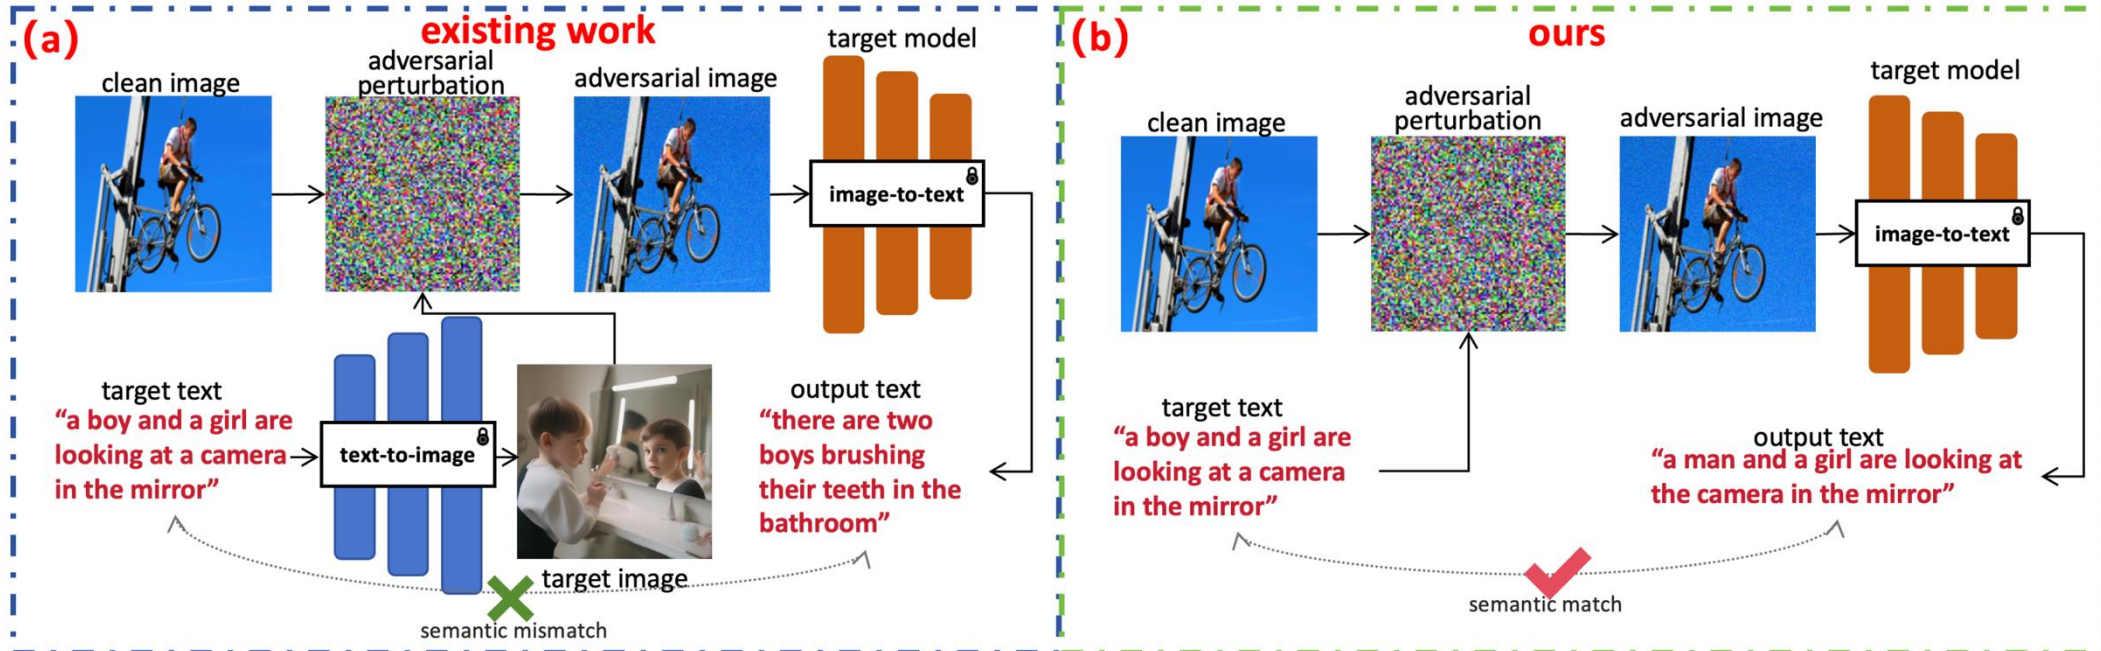 (a)
existing work
clean image
adversarial
perturbation
adversarial image
target model
image-to-text
target text
“a boy and a girl are
looking at a camera
in the mirror”
text-to-image
target image
output text
“there are two
boys brushing
their teeth in the
bathroom”
semantic mismatch
(b)
ours
clean image
adversarial
perturbation
adversarial image
target model
image-to-text
target text
“a boy and a girl are
looking at a camera
in the mirror”
output text
“a man and a girl are looking at
the camera in the mirror”
semantic match